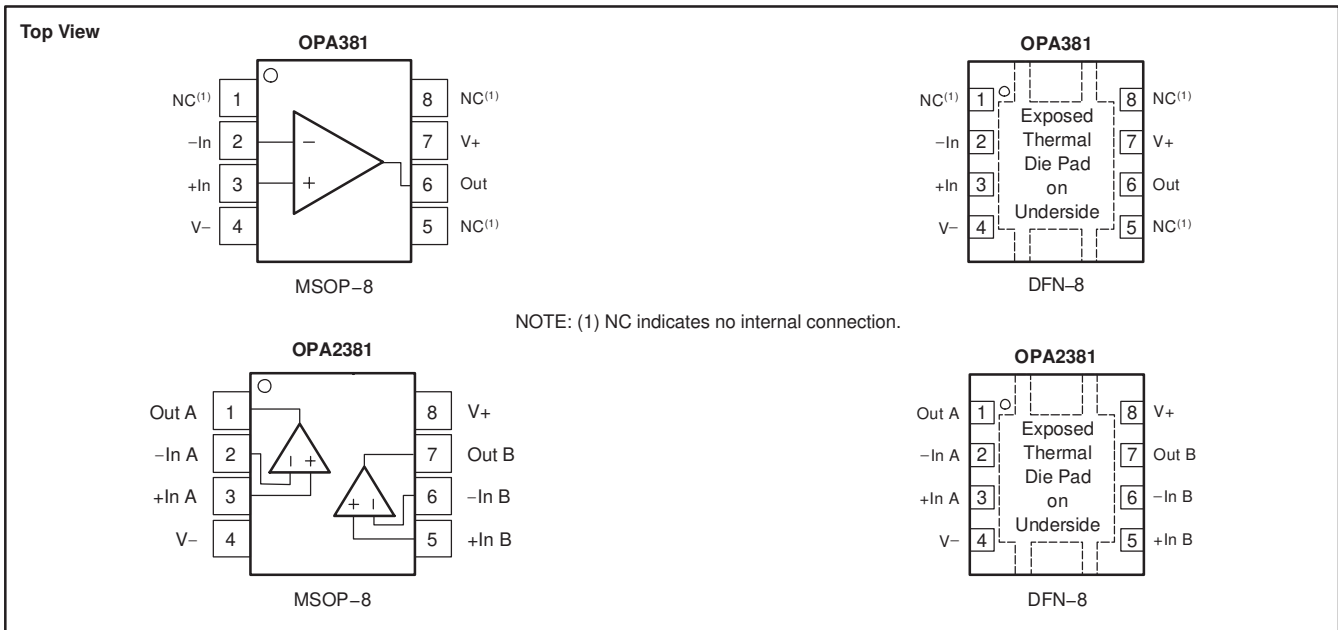 Top View
OPA381
NC(1) 1 8 NC(1)
−In 2 − 7 V+
+In 3 + 6 Out
V− 4 5 NC(1)
MSOP−8
OPA381
NC(1) 1 8 NC(1)
Exposed
−In 2 Thermal 7 V+
Die Pad
+In 3 on 6 Out
Underside
V− 4 5 NC(1)
DFN−8
NOTE: (1) NC indicates no internal connection.
OPA2381
Out A 1 8 V+
−In A 2 − + 7 Out B
+In A 3 + − 6 −In B
V− 4 5 +In B
MSOP−8
OPA2381
Out A 1 8 V+
Exposed
−In A 2 Thermal 7 Out B
Die Pad
+In A 3 on 6 −In B
Underside
V− 4 5 +In B
DFN−8